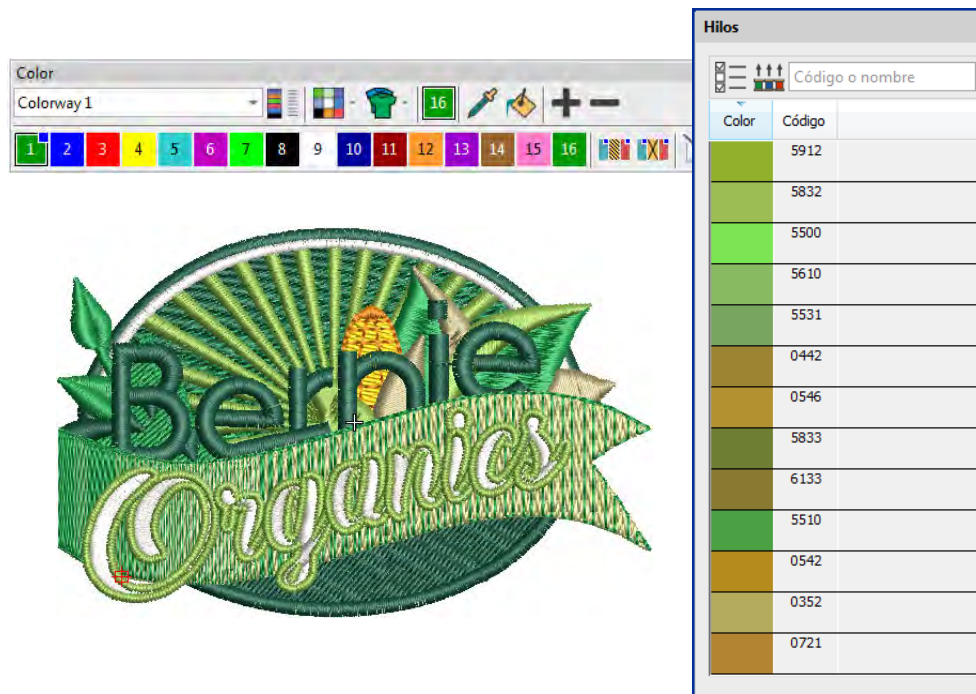 Hilos
Color
Colorway 1
16
Código o nombre
1 2 3 4 5 6 7 8 9 10 11 12 13 14 15 16
Color Código
5912
5832
5500
5610
5531
0442
0546
5833
6133
5510
0542
0352
0721
Bernie
Organics